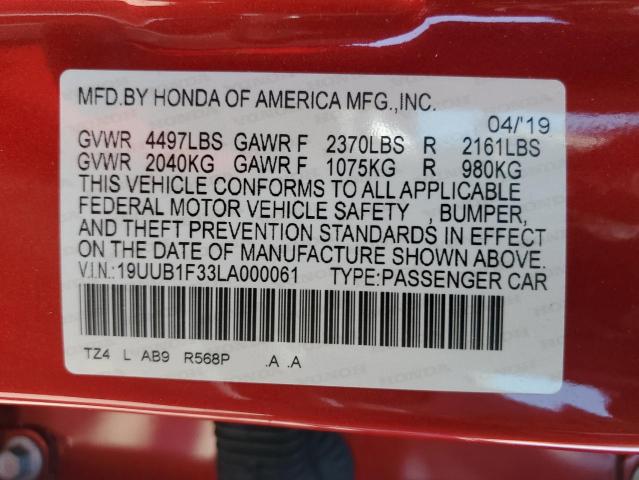 MFD.BY HONDA OF AMERICA MFG.,INC.
04/'19
GVWR 4497LBS GAWR F 2370LBS R 2161LBS
GVWR 2040KG GAWR F 1075KG R 980KG
THIS VEHICLE CONFORMS TO ALL APPLICABLE
FEDERAL MOTOR VEHICLE SAFETY , BUMPER,
AND THEFT PREVENTION STANDARDS IN EFFECT
ON THE DATE OF MANUFACTURE SHOWN ABOVE.
V.I.N.:19UUB1F33LA000061 TYPE:PASSENGER CAR
TZ4 L AB9 R568P .A .A